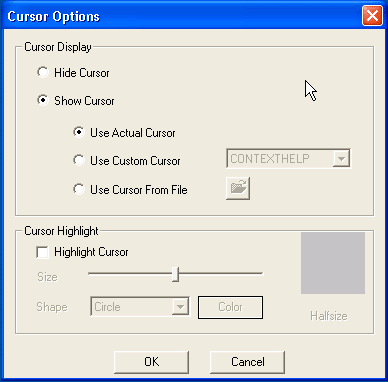 Cursor Options
Cursor Display
Hide Cursor
Show Cursor
Use Actual Cursor
Use Custom Cursor CONTEXTHELP
Use Cursor From File
Cursor Highlight
Highlight Cursor
Size
Shape Circle Color
Halfsize
OK Cancel